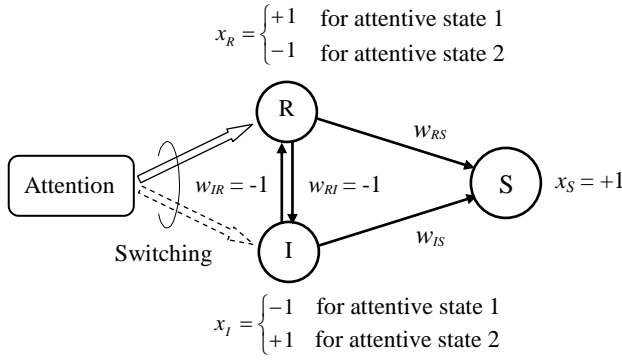 x_R = { +1 for attentive state 1
−1 for attentive state 2
R
w_RS
Attention
w_IR = -1
w_RI = -1
S
x_S = +1
Switching
I
w_IS
x_I = { −1 for attentive state 1
+1 for attentive state 2